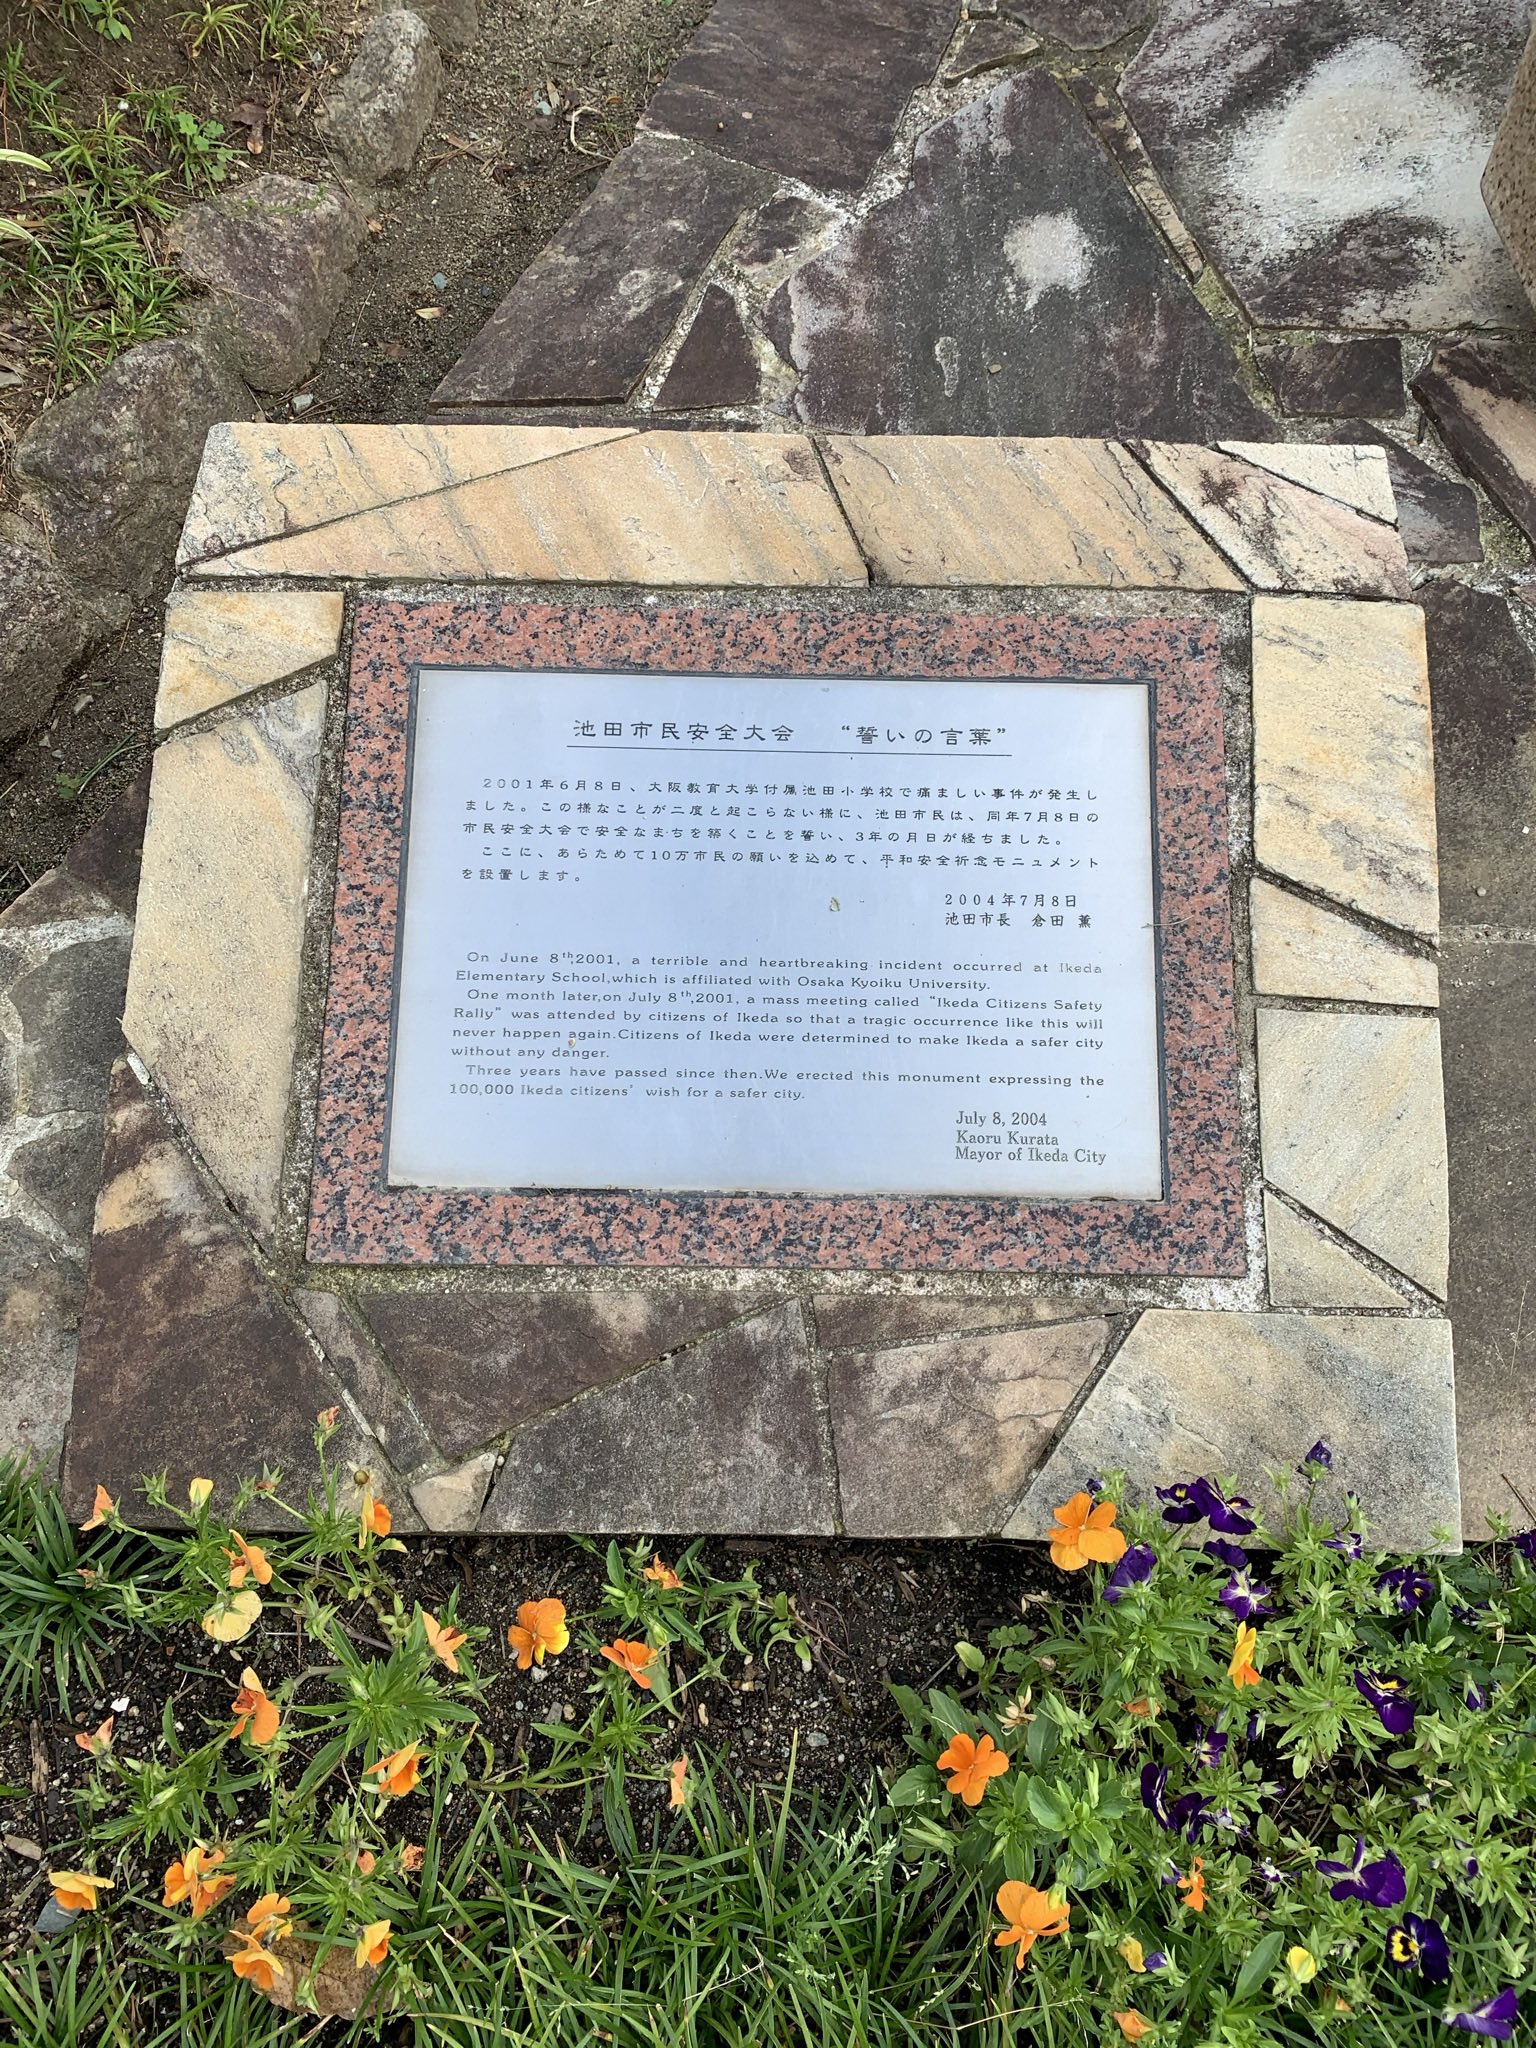 池田市民安全大会 “誓いの言葉”
2001年6月8日、大阪教育大学付属池田小学校で痛ましい事件が発生し
ました。この様なことが二度と起こらない様に、池田市民は、同年7月8日の
市民安全大会で安全なまちを築くことを誓い、3年の月日が経ちました。
ここに、あらためて10万市民の願いを込めて、平和安全祈念モニュメント
を設置します。
2004年7月8日
池田市長 倉田 薫
On June 8th,2001, a terrible and heartbreaking incident occurred at Ikeda
Elementary School,which is affiliated with Osaka Kyoiku University.
One month later,on July 8th,2001, a mass meeting called “Ikeda Citizens Safety
Rally” was attended by citizens of Ikeda so that a tragic occurrence like this will
never happen again.Citizens of Ikeda were determined to make Ikeda a safer city
without any danger.
Three years have passed since then.We erected this monument expressing the
100,000 Ikeda citizens’ wish for a safer city.
July 8, 2004
Kaoru Kurata
Mayor of Ikeda City